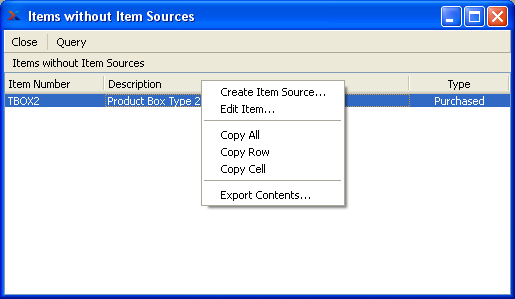 Items without Item Sources
Close Query
Items without Item Sources
Item Number Description Type
TBOX2 Product Box Type 2 Purchased
Create Item Source...
Edit Item...
Copy All
Copy Row
Copy Cell
Export Contents...